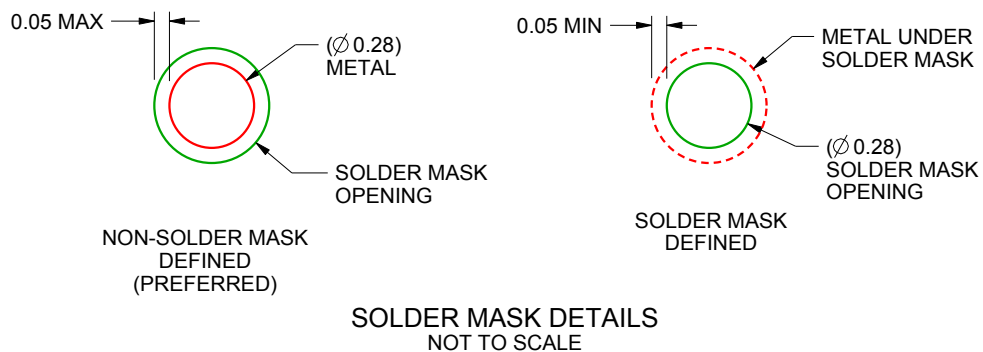 0.05 MAX
(∅ 0.28)
METAL
SOLDER MASK
OPENING
NON-SOLDER MASK
DEFINED
(PREFERRED)
0.05 MIN
METAL UNDER
SOLDER MASK
(∅ 0.28)
SOLDER MASK
OPENING
SOLDER MASK
DEFINED
SOLDER MASK DETAILS
NOT TO SCALE